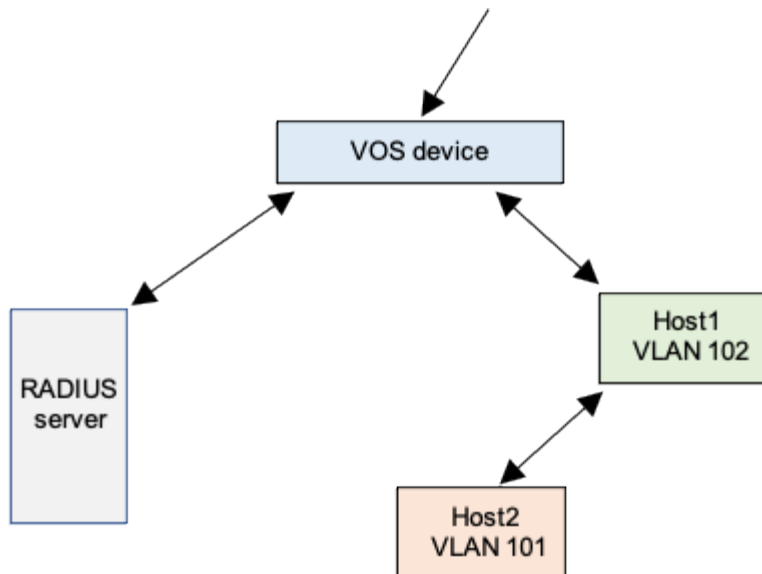 VOS device
Host1
VLAN 102
RADIUS
server
Host2
VLAN 101